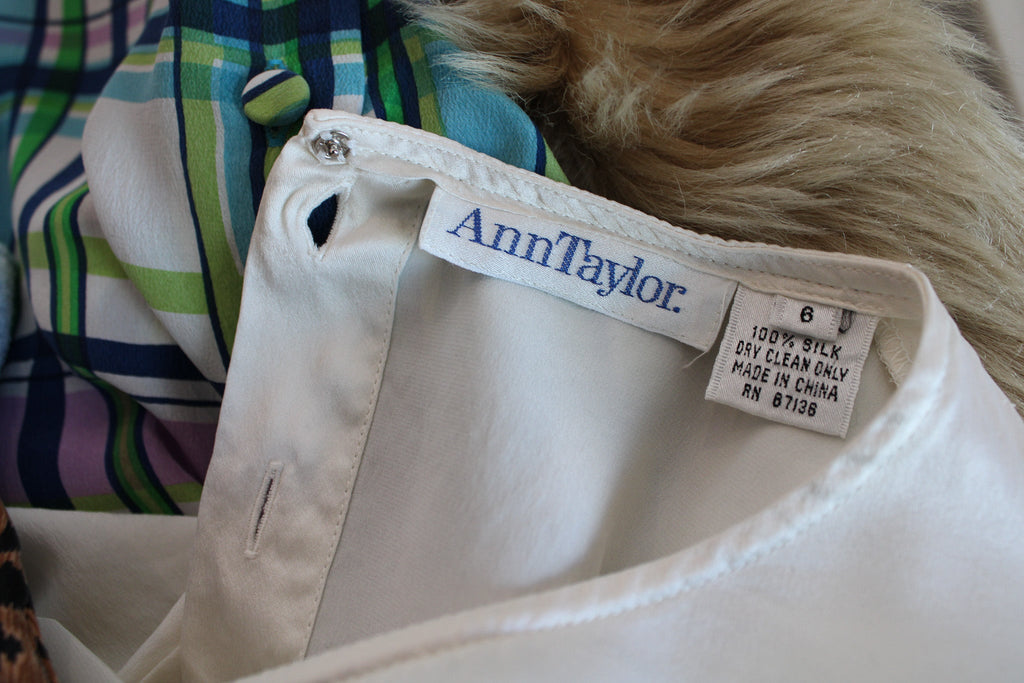 AnnTaylor.
6
100% SILK
DRY CLEAN ONLY
MADE IN CHINA
RN 67136